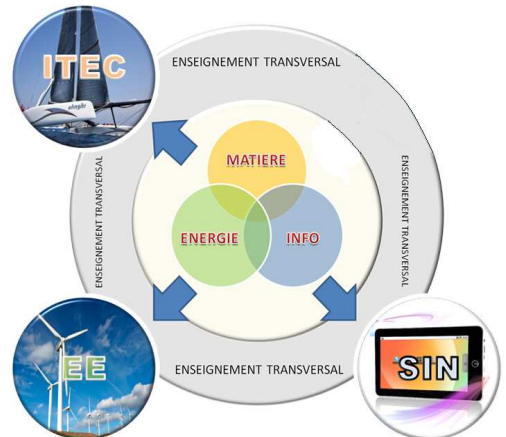 ITEC
ENSEIGNEMENT TRANSVERSAL
MATIERE
ENSEIGNEMENT TRANSVERSAL
ENSEIGNEMENT TRANSVERSAL
ENERGIE
INFO
EE
SIN
ENSEIGNEMENT TRANSVERSAL